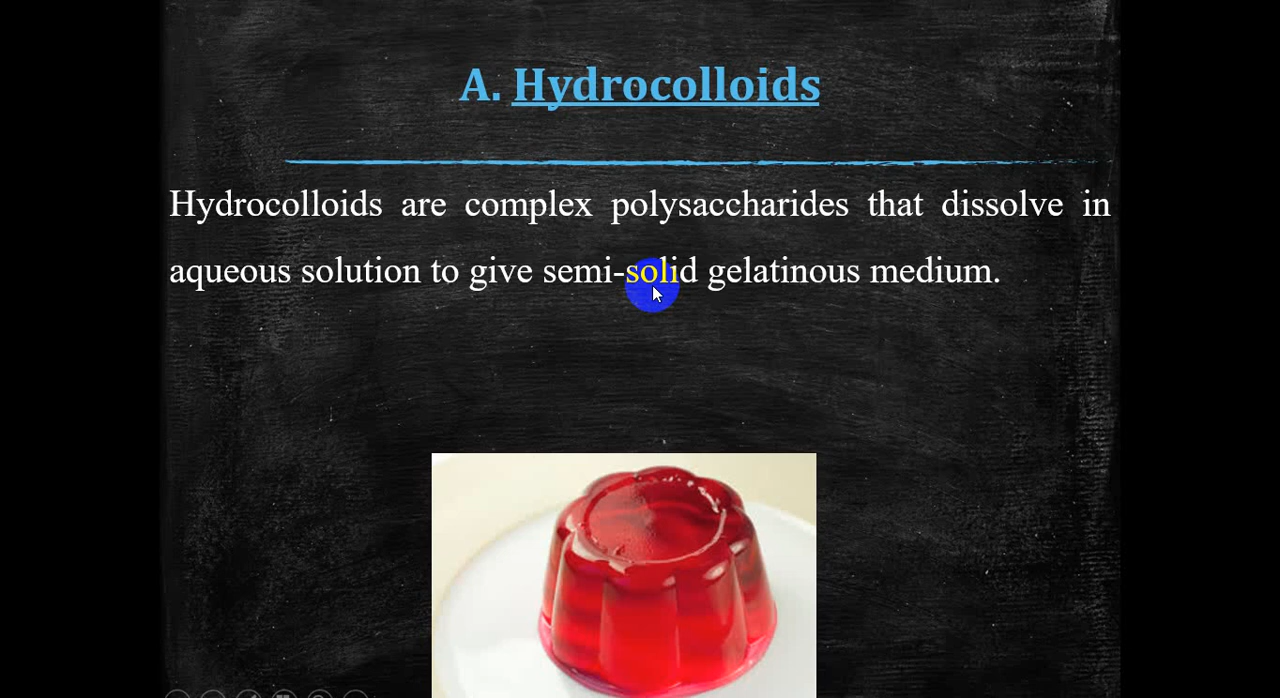 A. Hydrocolloids
Hydrocolloids are complex polysaccharides that dissolve in
aqueous solution to give semi-solid gelatinous medium.